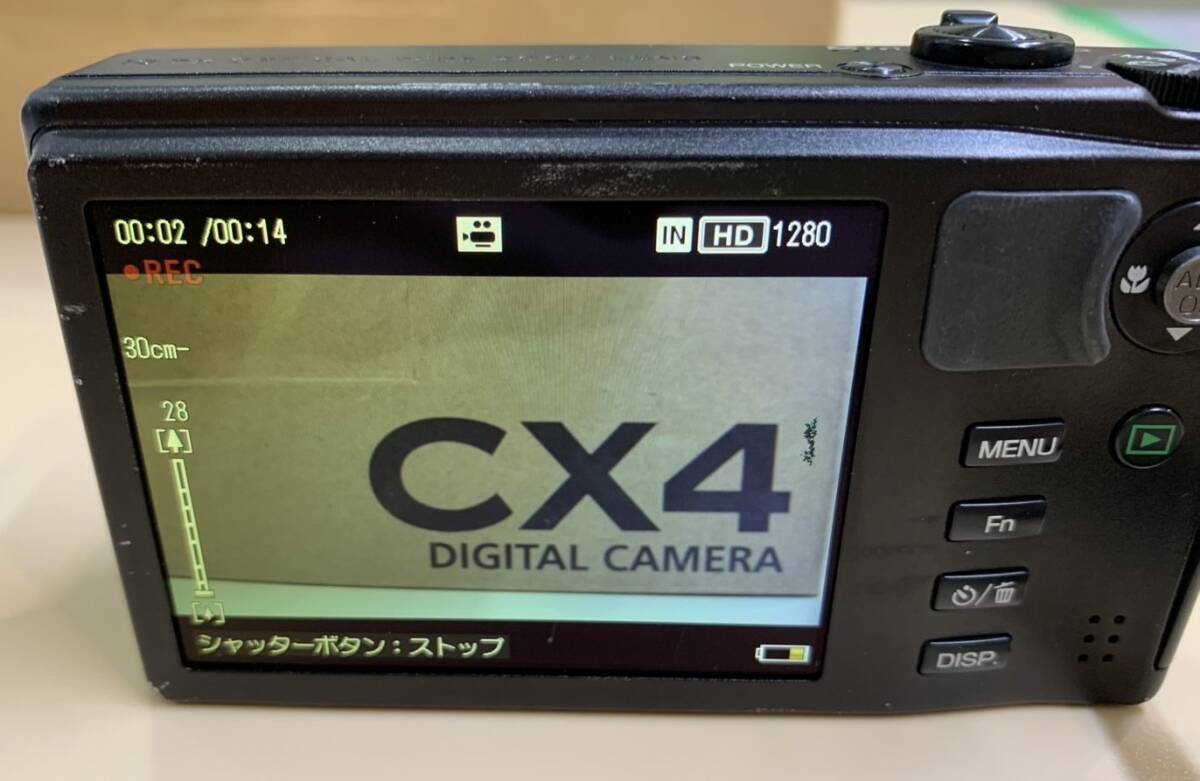 POWER
00:02 /00:14
IN HD 1280
●REC
30cm-
28
CX4
DIGITAL CAMERA
シャッターボタン:ストップ
MENU
Fn
DISP.